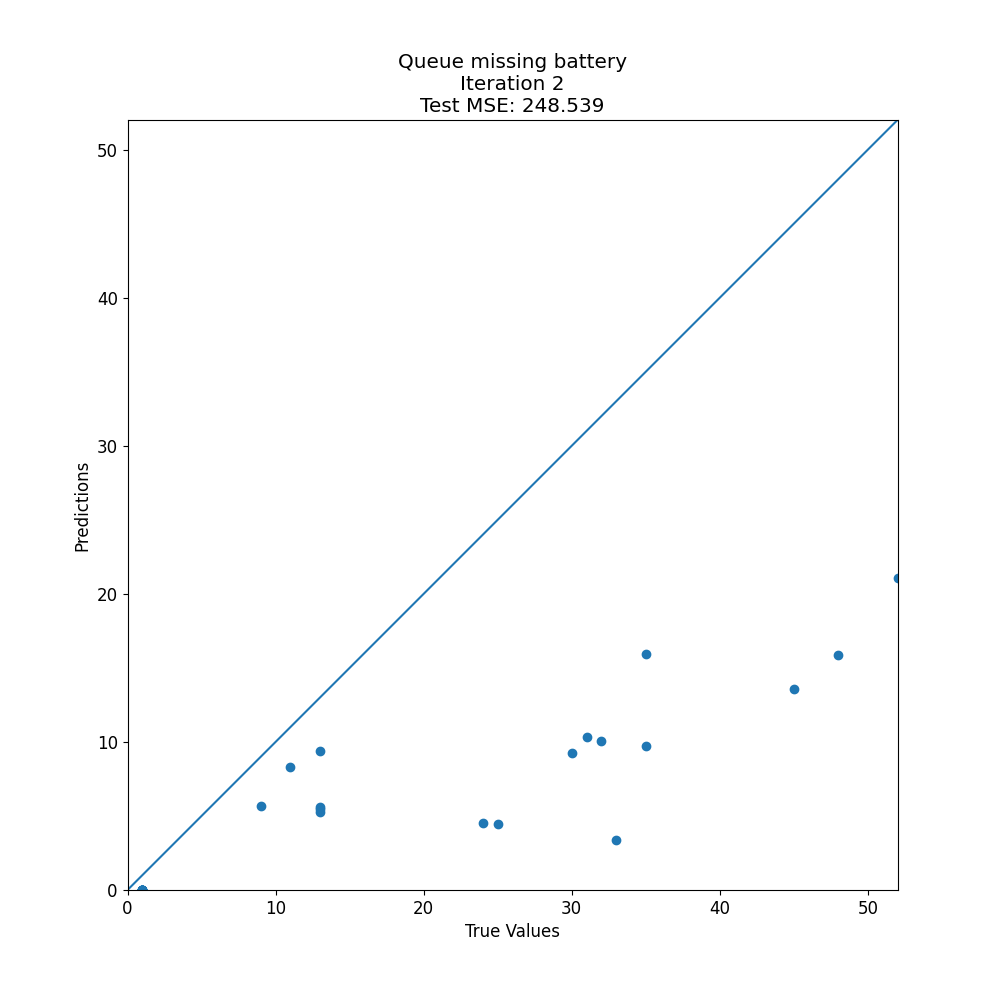 Queue missing battery
Iteration 2
Test MSE: 248.539
50
40
30
20
10
0
Predictions
0 10 20 30 40 50
True Values